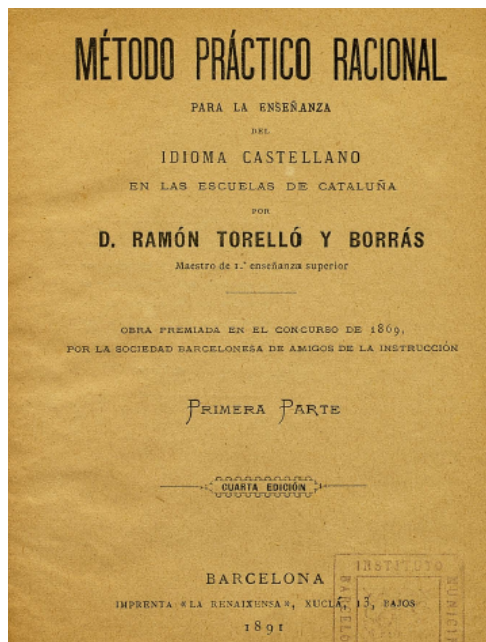 MÉTODO PRÁCTICO RACIONAL
PARA LA ENSEÑANZA
DEL
IDIOMA CASTELLANO
EN LAS ESCUELAS DE CATALUÑA
POR
D. RAMÓN TORELLÓ Y BORRÁS
Maestro de 1.ª enseñanza superior
OBRA PREMIADA EN EL CONCURSO DE 1869,
POR LA SOCIEDAD BARCELONESA DE AMIGOS DE LA INSTRUCCIÓN
PRIMERA PARTE
CUARTA EDICIÓN
BARCELONA
IMPRENTA «LA RENAIXENSA», XUCLÁ, 13, BAJOS
1891
INSTITUTO